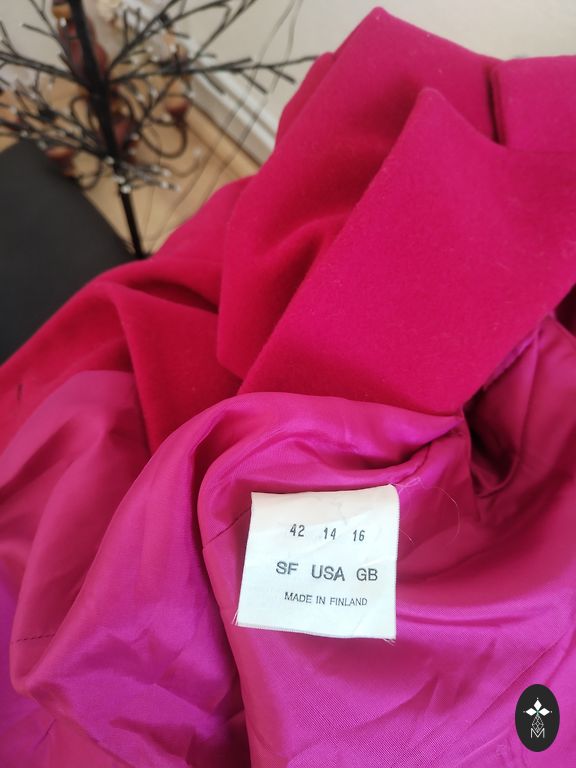 42 14 16
SF USA GB
MADE IN FINLAND
M